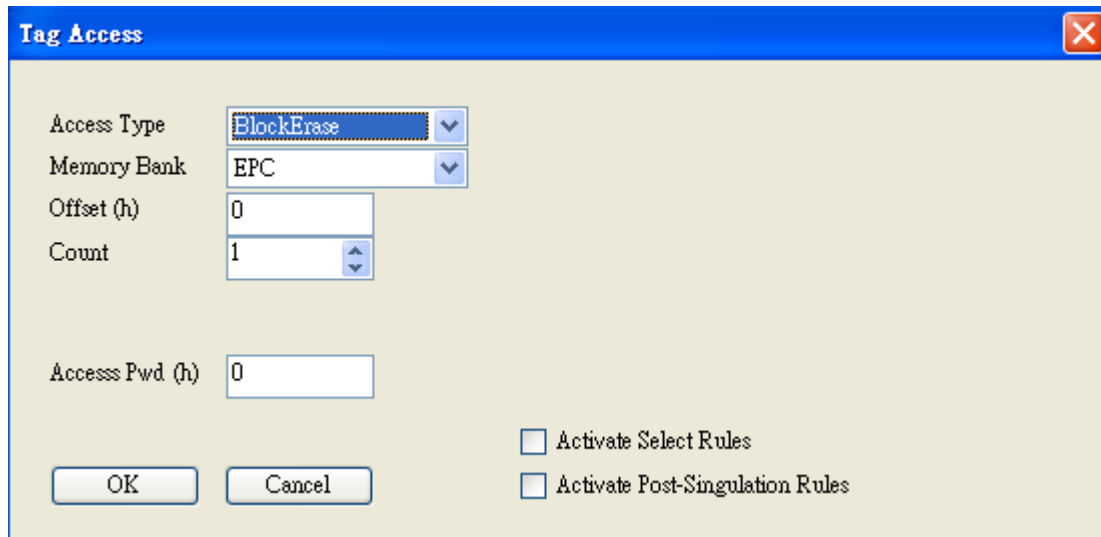 Tag Access
Access Type BlockErase
Memory Bank EPC
Offset (h) 0
Count 1
Accesss Pwd (h) 0
Activate Select Rules
OK Cancel Activate Post-Singulation Rules